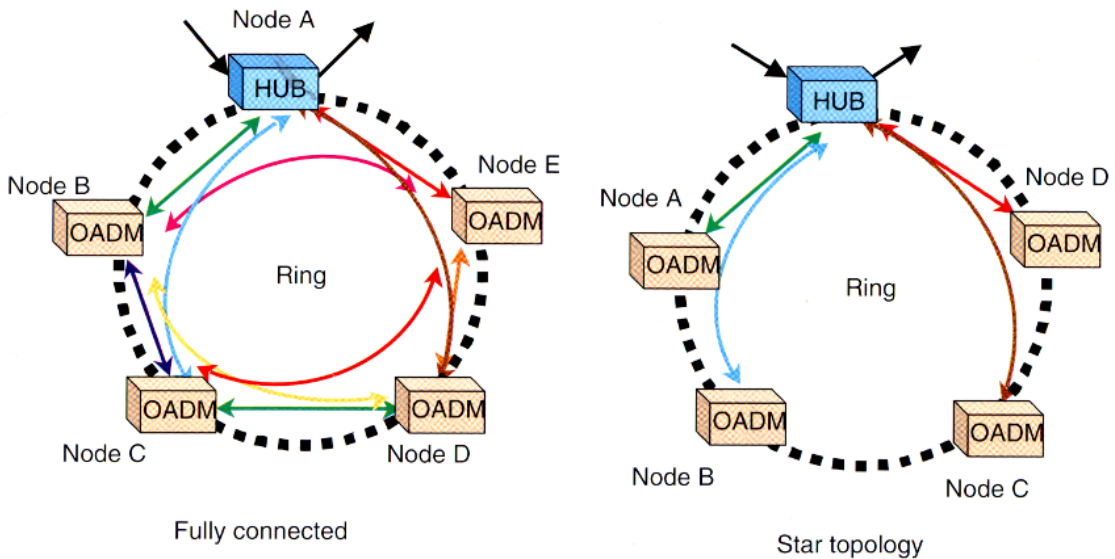 Node A
HUB
Node B
OADM
Node E
OADM
Ring
OADM
Node C
OADM
Node D
Fully connected
HUB
Node A
OADM
Node D
OADM
Ring
OADM
Node B
OADM
Node C
Star topology